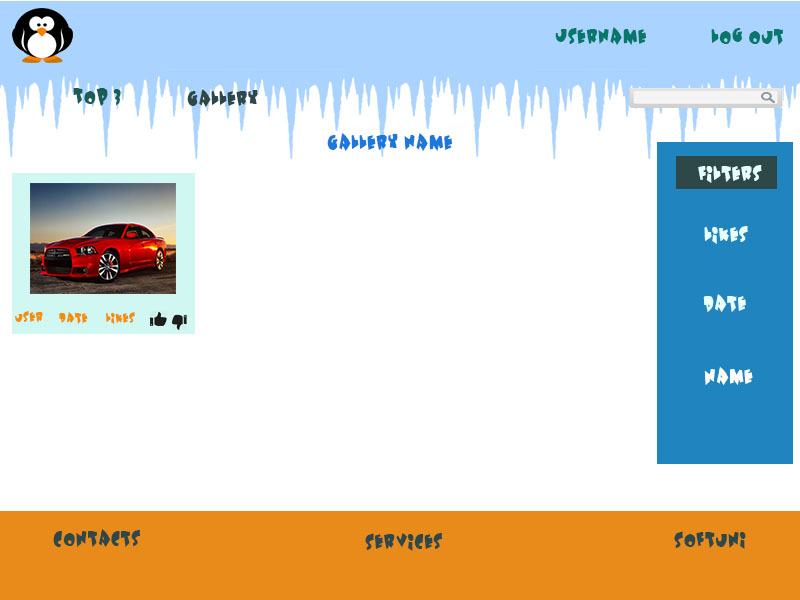 USERNAME
LOG OUT
TOP 3
GALLERY
GALLERY NAME
FILTERS
LIKES
DATE
NAME
USER
DATE
LIKES
CONTACTS
SERVICES
SOFTUNI